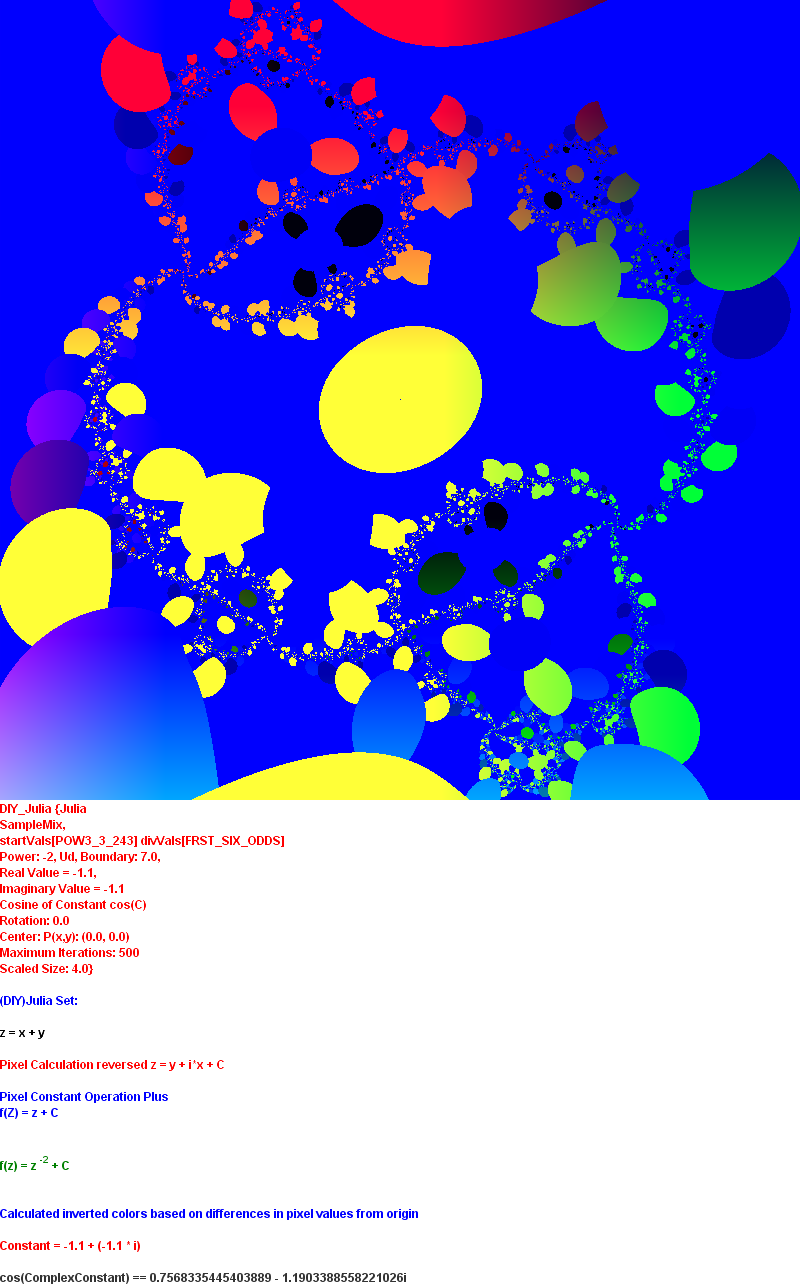 DIY_Julia {Julia
SampleMix,
startVals[POW3_3_243] divVals[FRST_SIX_ODDS]
Power: -2, Ud, Boundary: 7.0,
Real Value = -1.1,
Imaginary Value = -1.1
Cosine of Constant cos(C)
Rotation: 0.0
Center: P(x,y): (0.0, 0.0)
Maximum Iterations: 500
Scaled Size: 4.0}
(DIY)Julia Set:
z = x + y
Pixel Calculation reversed z = y + i*x + C
Pixel Constant Operation Plus
f(Z) = z + C
f(z) = z -2 + C
Calculated inverted colors based on differences in pixel values from origin
Constant = -1.1 + (-1.1 * i)
cos(ComplexConstant) == 0.7568335445403889 - 1.1903388558221026i